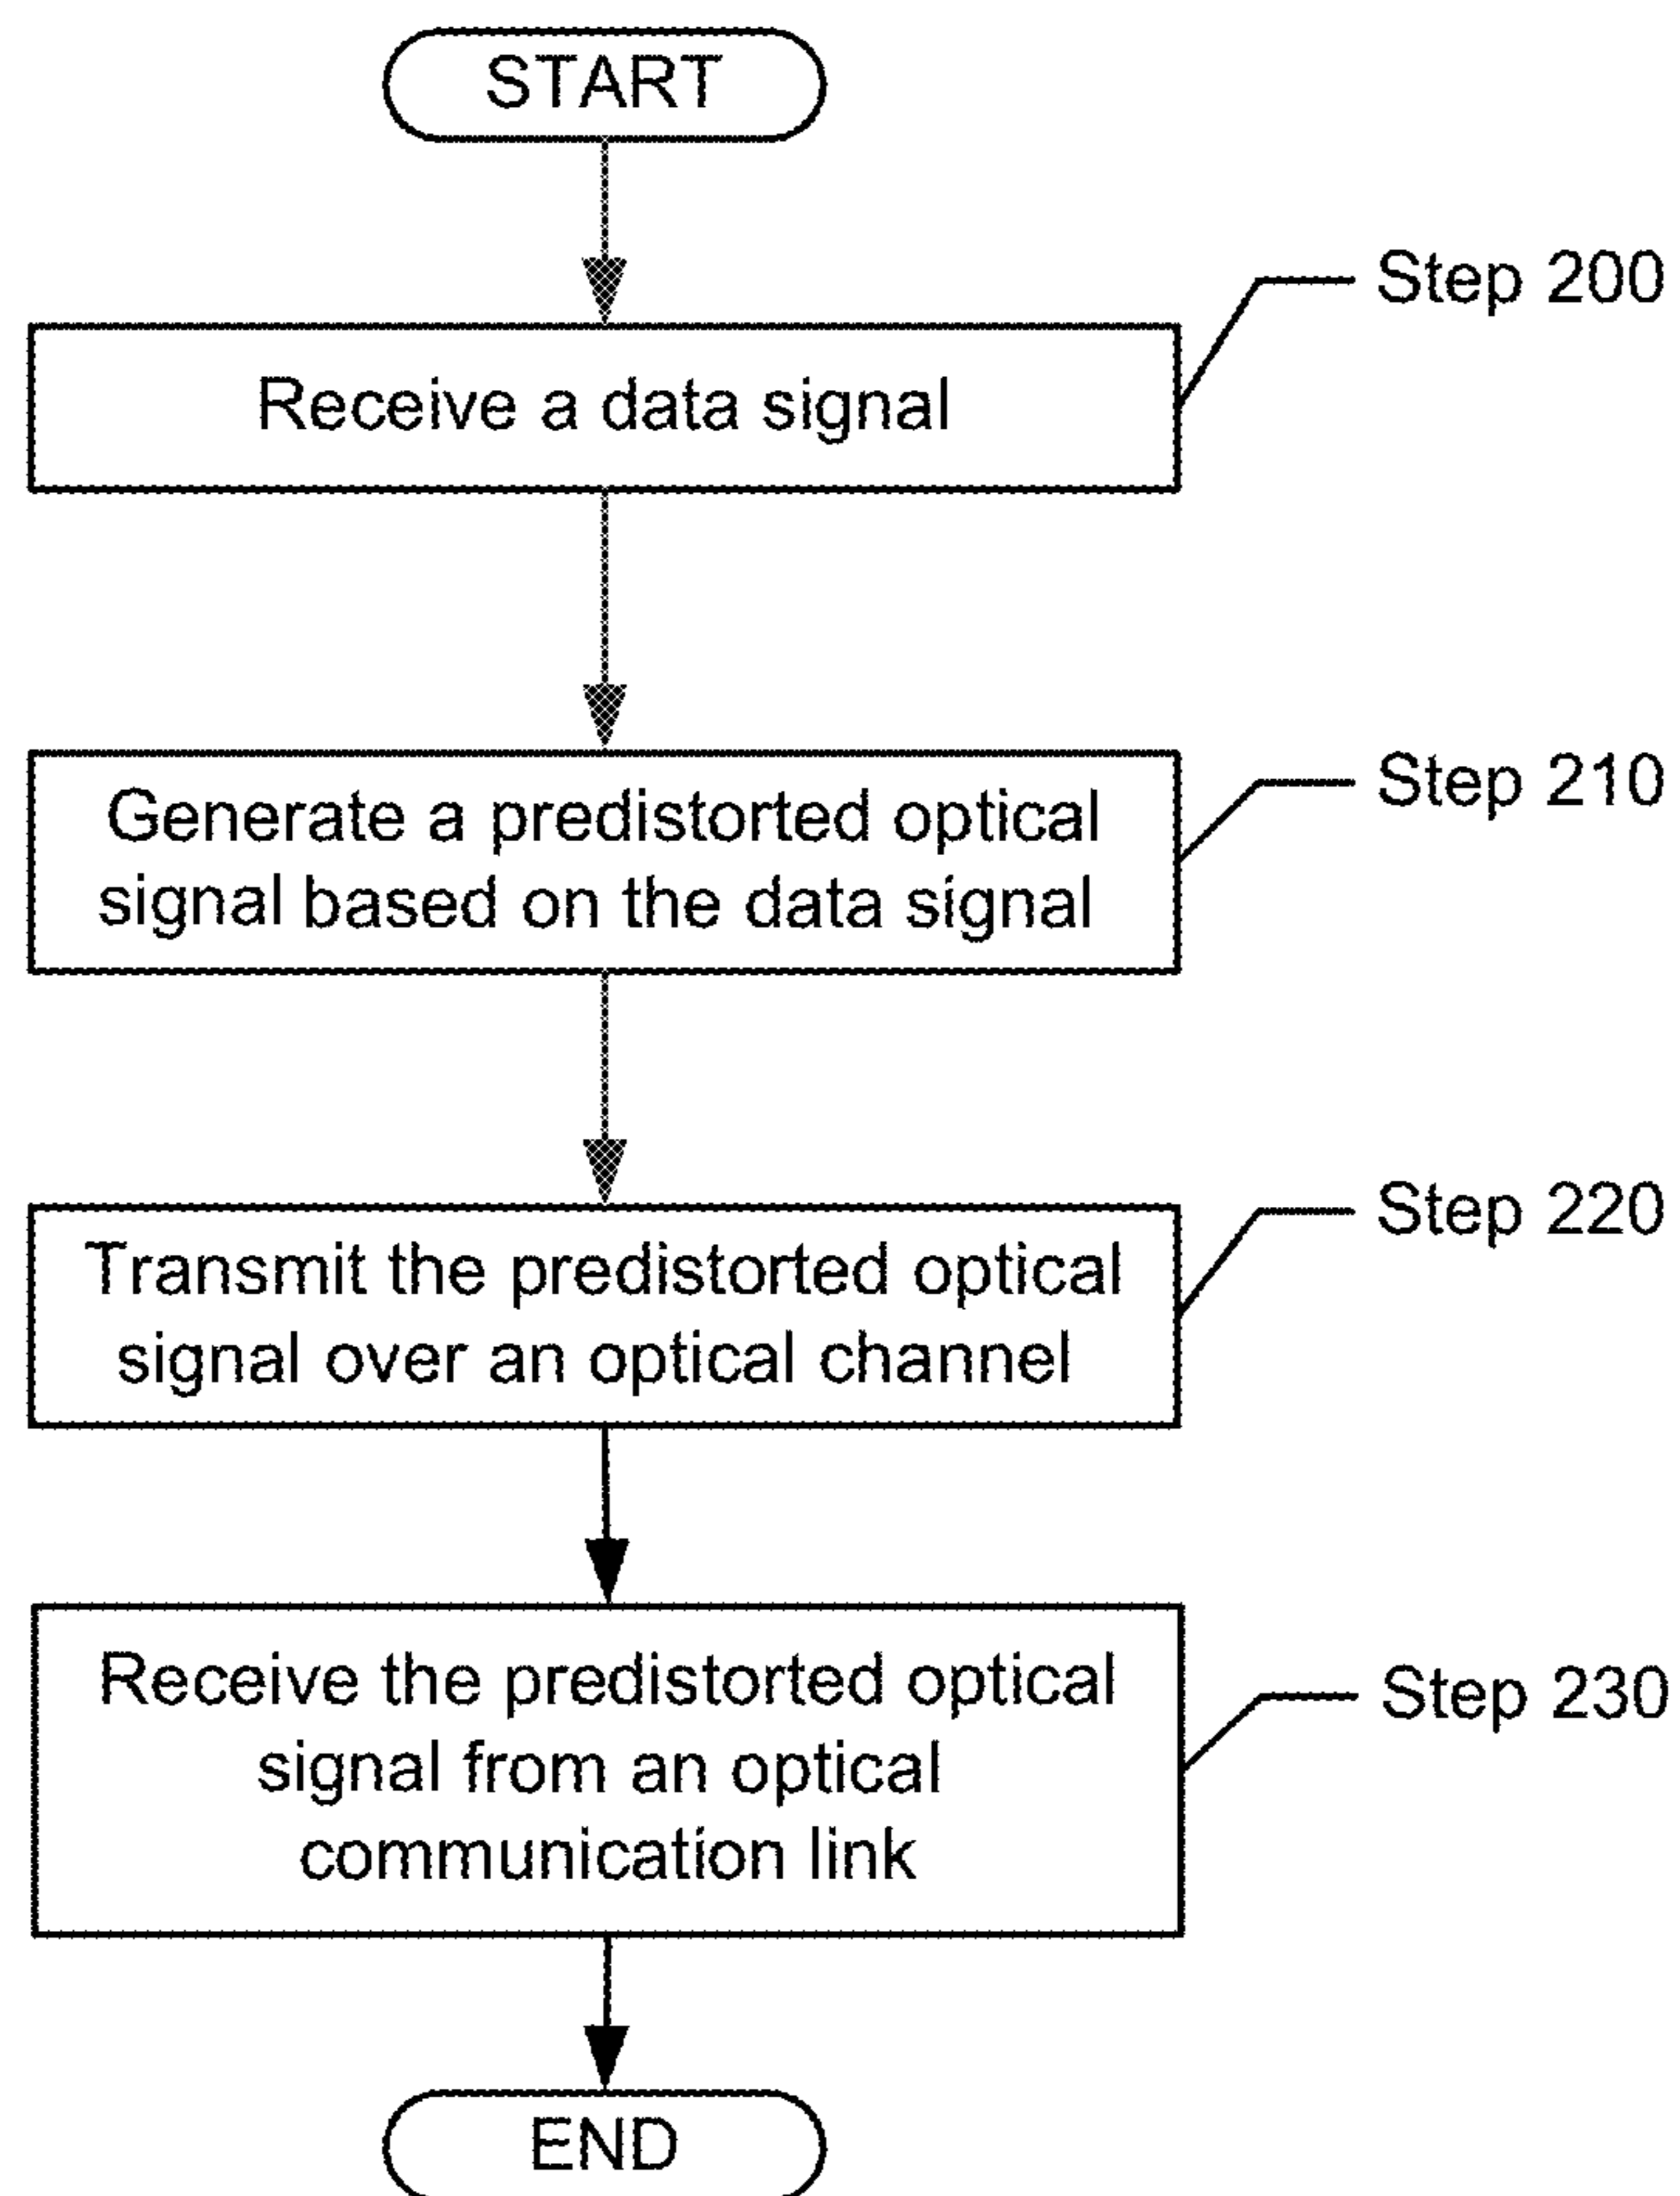 START
Step 200
Receive a data signal
Step 210
Generate a predistorted optical
signal based on the data signal
Step 220
Transmit the predistorted optical
signal over an optical channel
Receive the predistorted optical
Step 230
signal from an optical
communication link
END